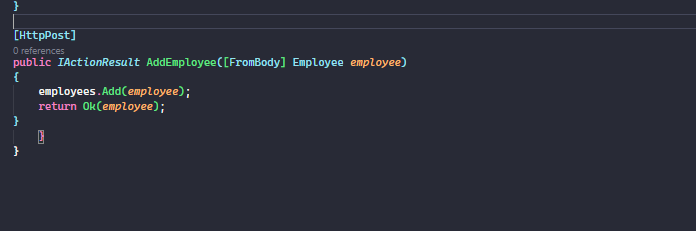 }
[HttpPost]
0 references
public IActionResult AddEmployee([FromBody] Employee employee)
{
employees.Add(employee);
return Ok(employee);
}
}
}